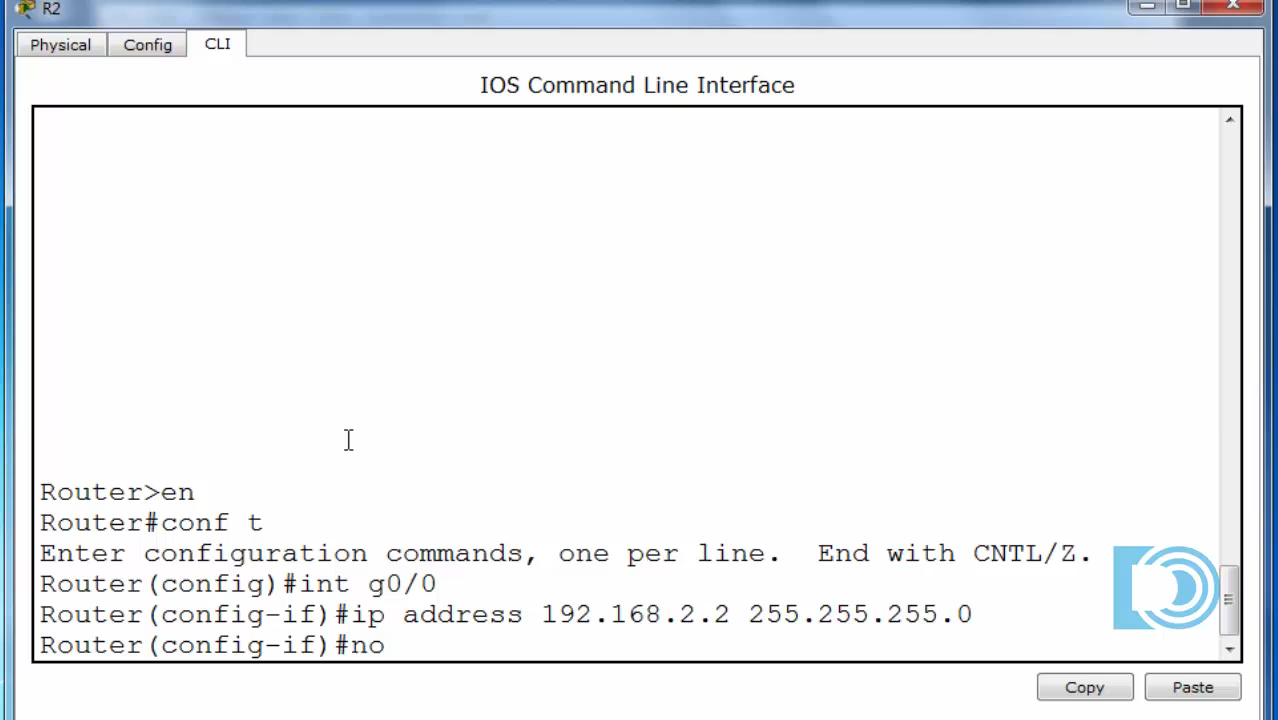 R2
Physical Config CLI
IOS Command Line Interface
Router>en
Router#conf t
Enter configuration commands, one per line.  End with CNTL/Z.
Router(config)#int g0/0
Router(config-if)#ip address 192.168.2.2 255.255.255.0
Router(config-if)#no
Copy Paste